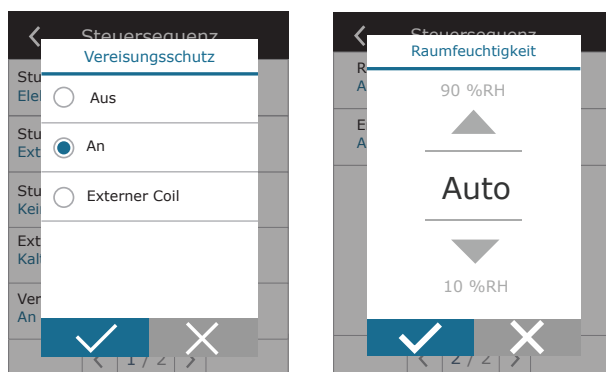 Steuersequenz
Vereisungsschutz
Stu
Ele
Aus
Stu
Ext
An
Stu
Kei
Externer Coil
Ext
Kal
Ver
An
1 / 2
Steuersequenz
Raumfeuchtigkeit
R
A
90 %RH
E
A
Auto
10 %RH
2 / 2